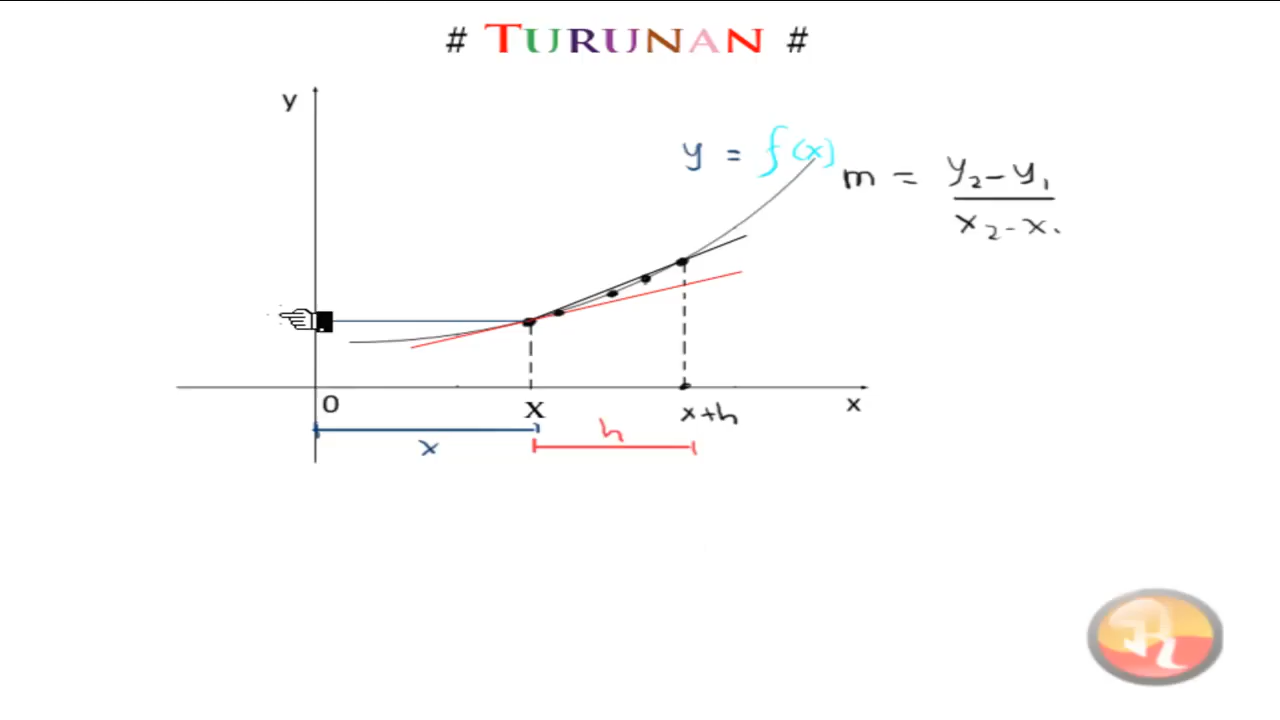 # TURUNAN #
y
y = f(x)
m = y₂ - y₁
x₂ - x₁
0
X
x+h
x
x
h